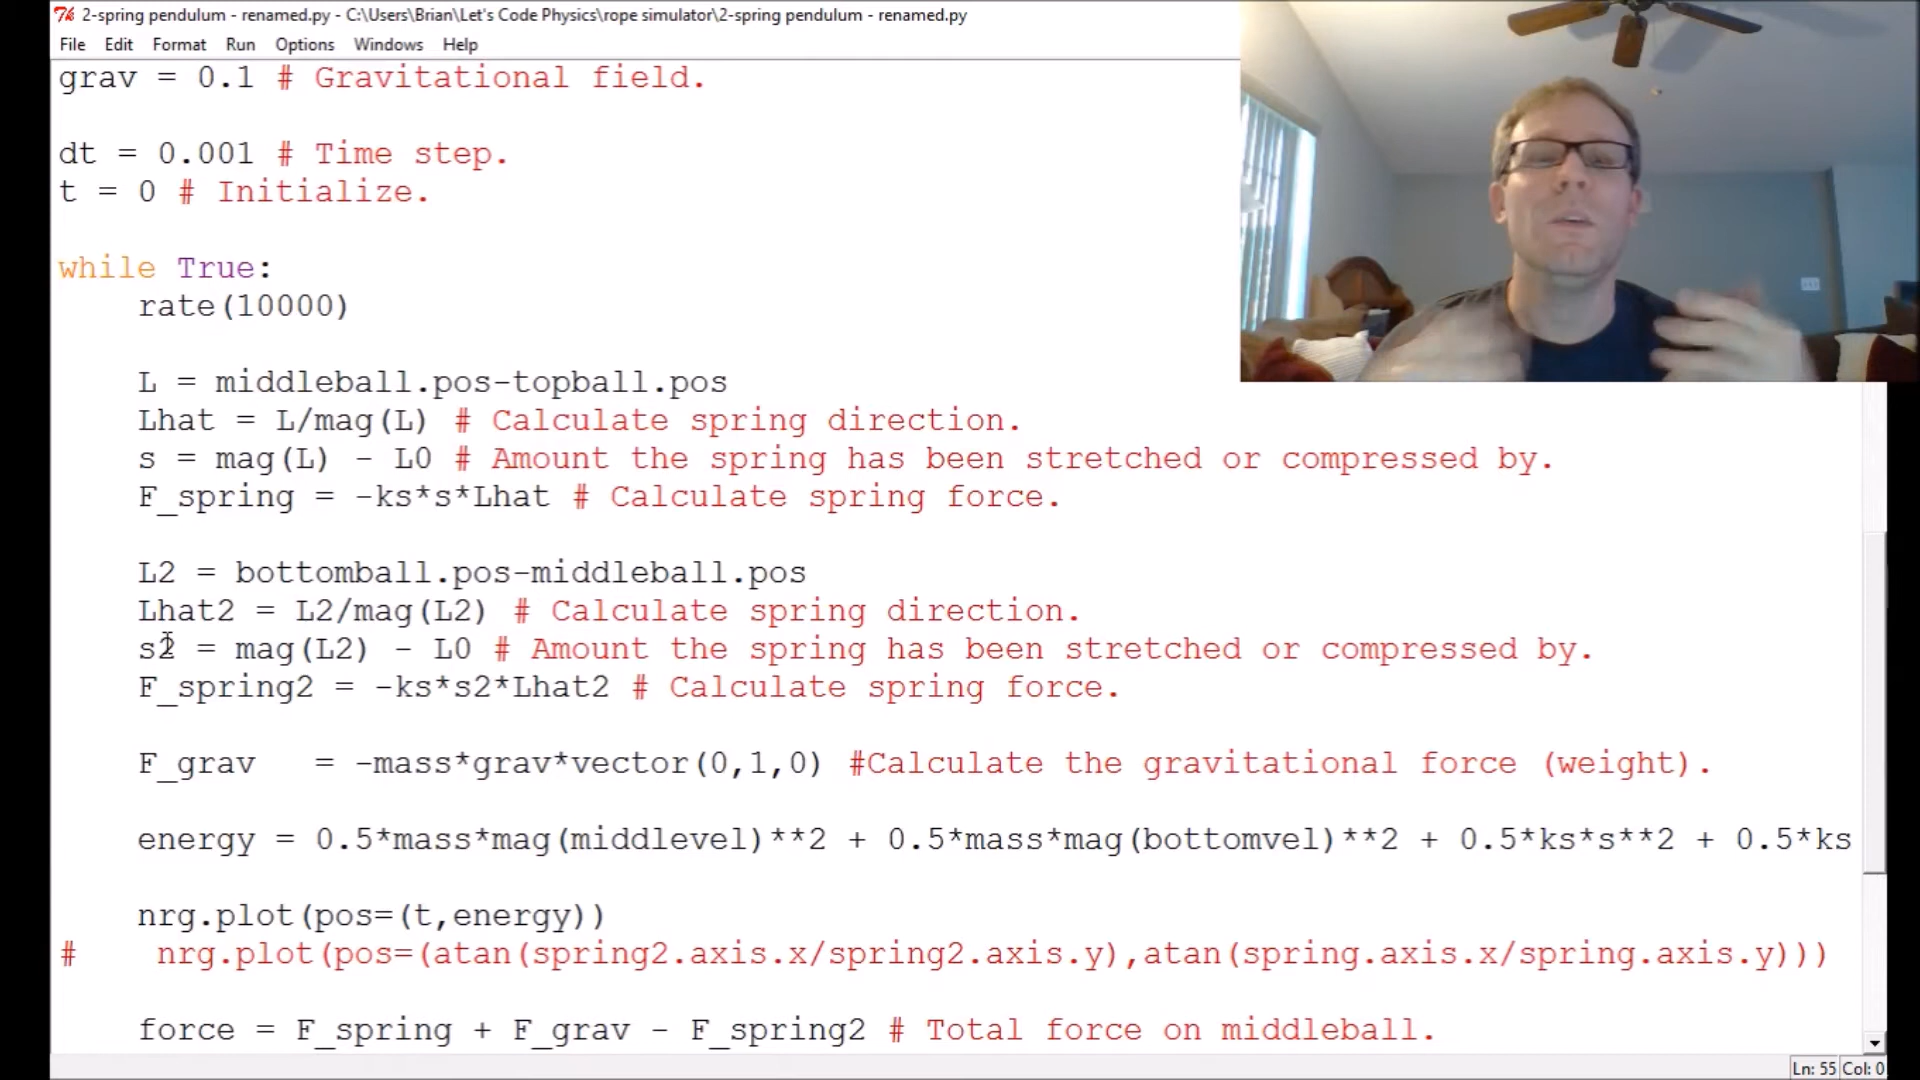 2-spring pendulum - renamed.py - C:\Users\Brian\Let's Code Physics\rope simulator\2-spring pendulum - renamed.py
File Edit Format Run Options Windows Help
grav = 0.1 # Gravitational field.
dt = 0.001 # Time step.
t = 0 # Initialize.
while True:
rate(10000)
L = middleball.pos-topball.pos
Lhat = L/mag(L) # Calculate spring direction.
s = mag(L) - L0 # Amount the spring has been stretched or compressed by.
F_spring = -ks*s*Lhat # Calculate spring force.
L2 = bottomball.pos-middleball.pos
Lhat2 = L2/mag(L2) # Calculate spring direction.
s2 = mag(L2) - L0 # Amount the spring has been stretched or compressed by.
F_spring2 = -ks*s2*Lhat2 # Calculate spring force.
F_grav   = -mass*grav*vector(0,1,0) #Calculate the gravitational force (weight).
energy = 0.5*mass*mag(middlevel)**2 + 0.5*mass*mag(bottomvel)**2 + 0.5*ks*s**2 + 0.5*ks
nrg.plot(pos=(t,energy))
#    nrg.plot(pos=(atan(spring2.axis.x/spring2.axis.y),atan(spring.axis.x/spring.axis.y)))
force = F_spring + F_grav - F_spring2 # Total force on middleball.
Ln: 55 Col: 0